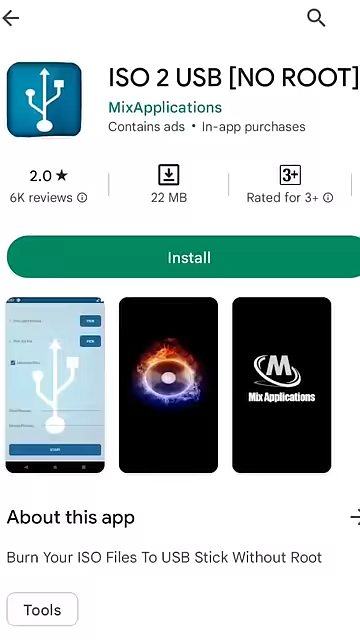 ISO 2 USB [NO ROOT]
MixApplications
Contains ads • In-app purchases
2.0 ★
6K reviews
22 MB
3+
Rated for 3+
Install
START
M
Mix Applications
About this app
Burn Your ISO Files To USB Stick Without Root
Tools